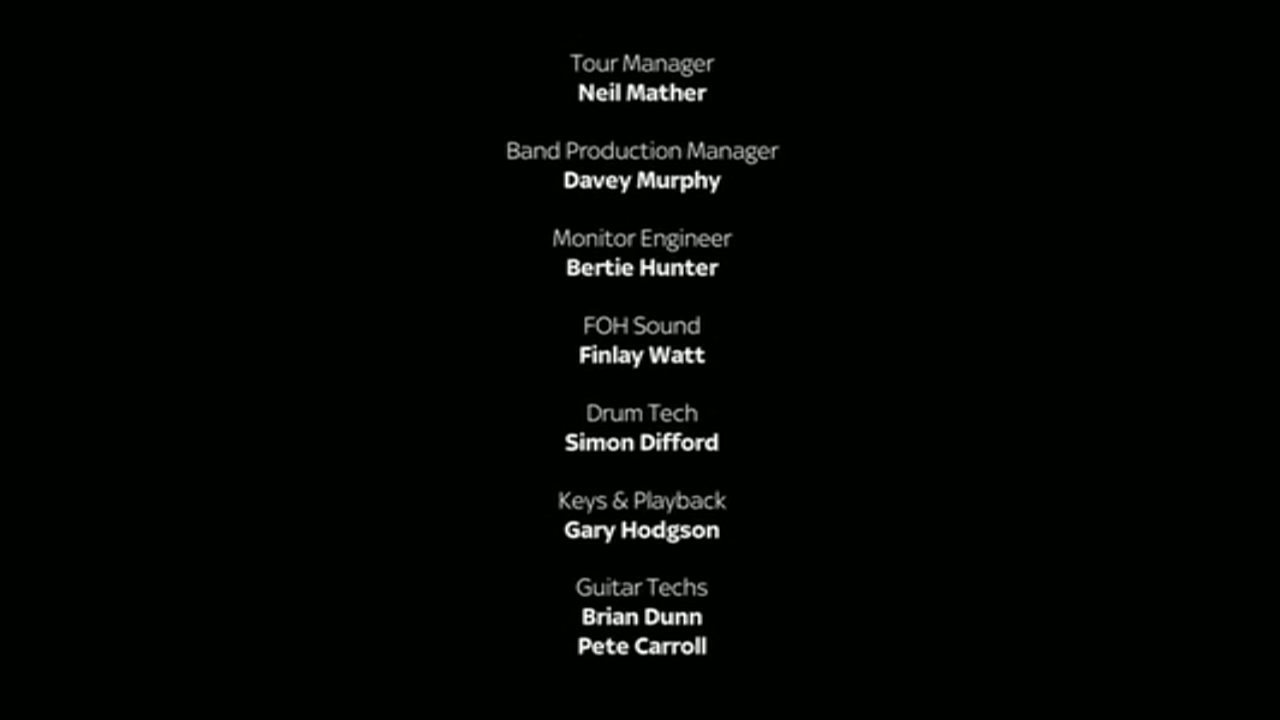 Tour Manager
Neil Mather
Band Production Manager
Davey Murphy
Monitor Engineer
Bertie Hunter
FOH Sound
Finlay Watt
Drum Tech
Simon Difford
Keys & Playback
Gary Hodgson
Guitar Techs
Brian Dunn
Pete Carroll